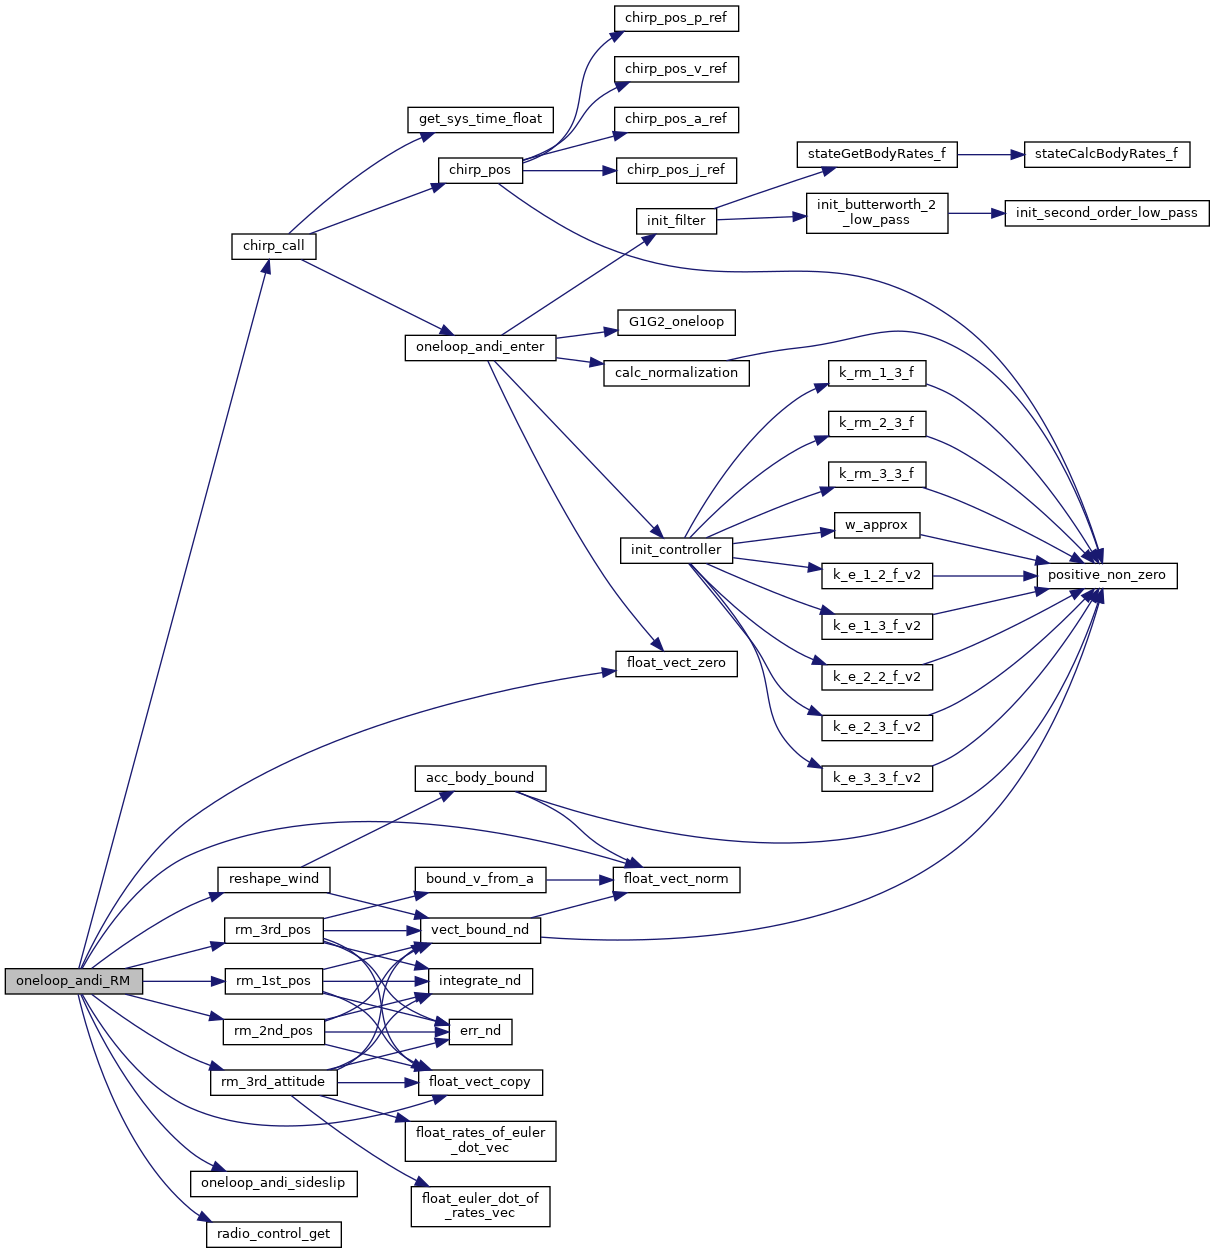 chirp_pos_p_ref
chirp_pos_v_ref
get_sys_time_float
chirp_pos_a_ref
stateGetBodyRates_f
stateCalcBodyRates_f
chirp_pos
chirp_pos_j_ref
init_filter
init_butterworth_2
_low_pass
init_second_order_low_pass
chirp_call
G1G2_oneloop
oneloop_andi_enter
calc_normalization
k_rm_1_3_f
k_rm_2_3_f
k_rm_3_3_f
w_approx
init_controller
k_e_1_2_f_v2
positive_non_zero
k_e_1_3_f_v2
float_vect_zero
k_e_2_2_f_v2
k_e_2_3_f_v2
acc_body_bound
k_e_3_3_f_v2
reshape_wind
bound_v_from_a
float_vect_norm
rm_3rd_pos
vect_bound_nd
oneloop_andi_RM
rm_1st_pos
integrate_nd
rm_2nd_pos
err_nd
rm_3rd_attitude
float_vect_copy
float_rates_of_euler
_dot_vec
oneloop_andi_sideslip
float_euler_dot_of
_rates_vec
radio_control_get